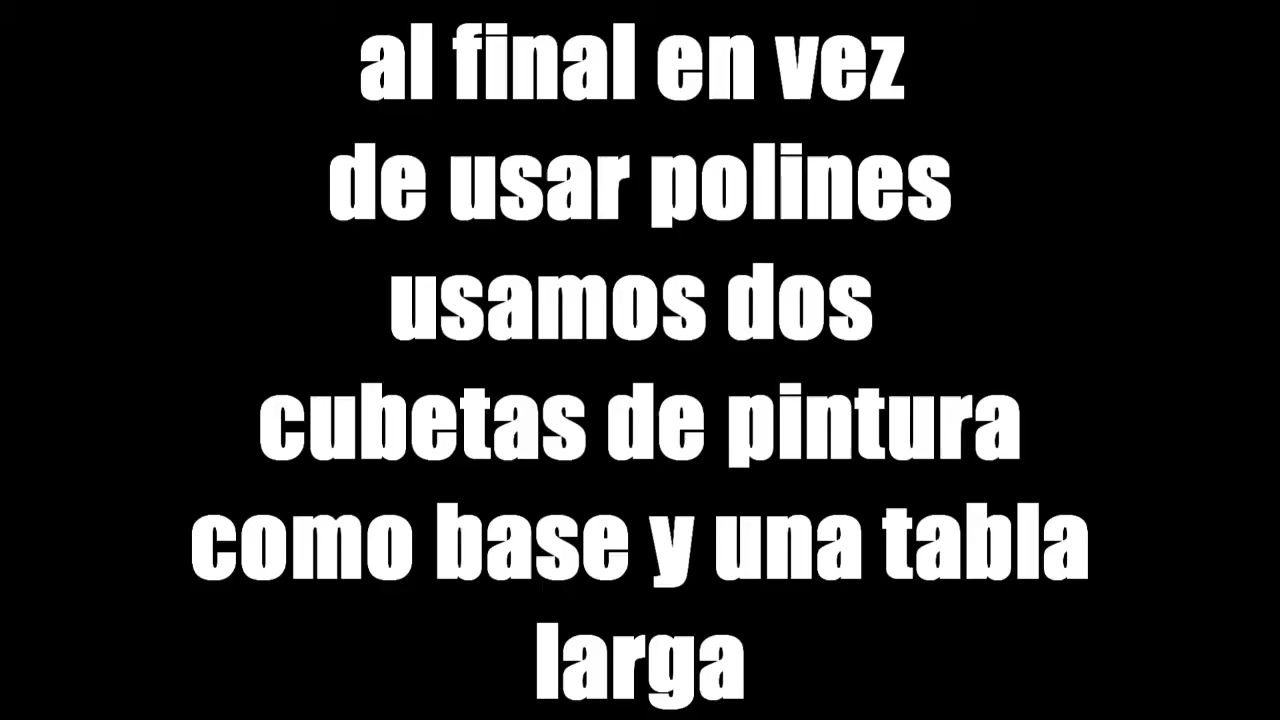 al final en vez
de usar polines
usamos dos
cubetas de pintura
como base y una tabla
larga